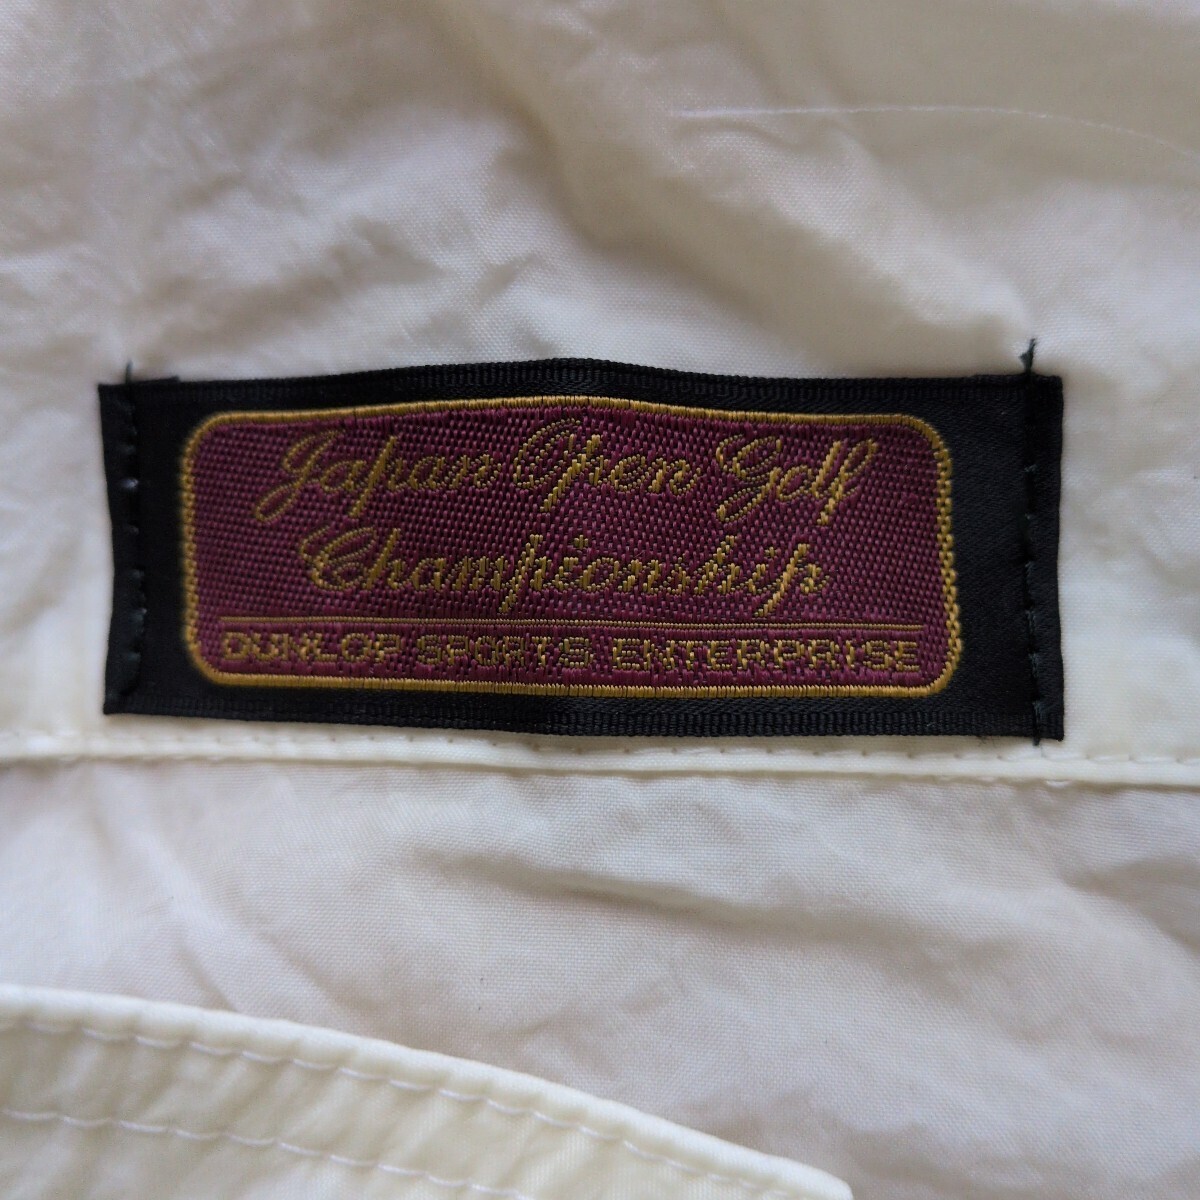 Japan Open Golf
Championship
DUNLOP SPORTS ENTERPRISE